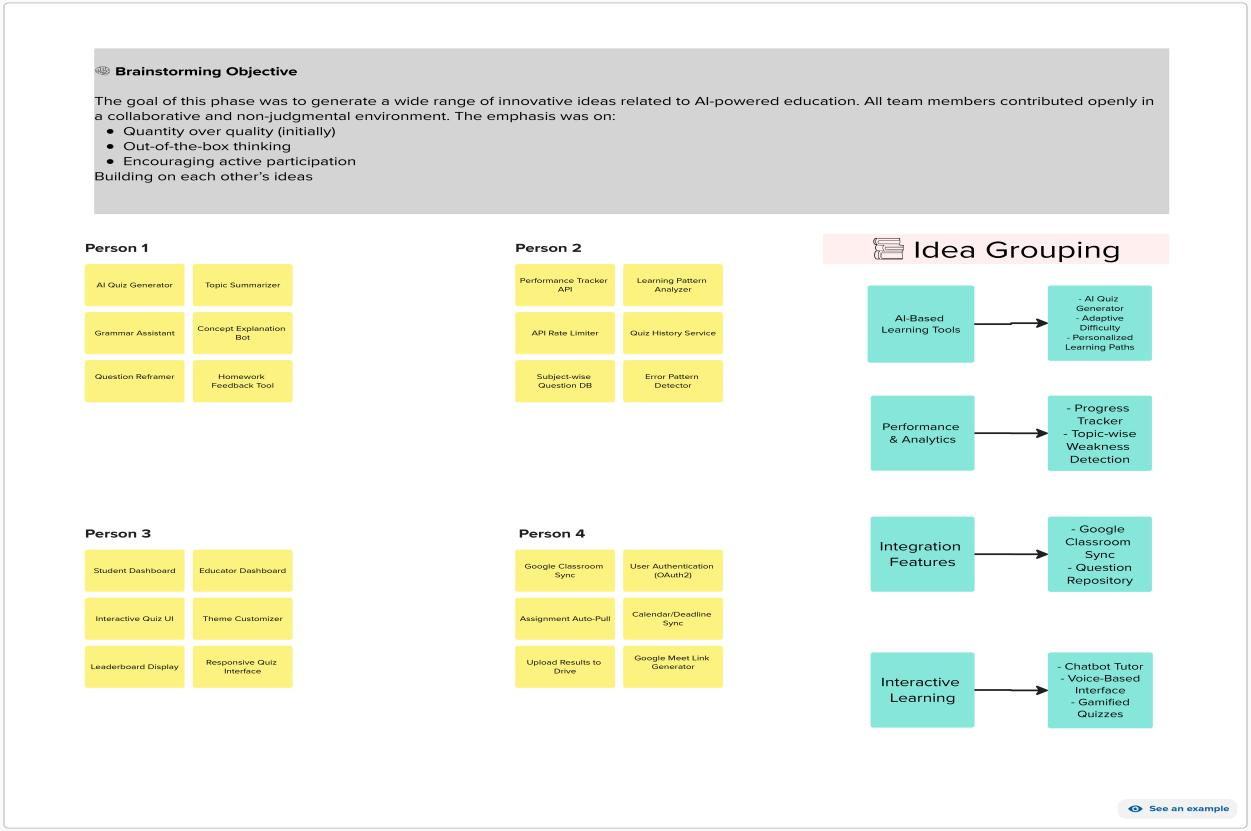 Brainstorming Objective
The goal of this phase was to generate a wide range of innovative ideas related to AI-powered education. All team members contributed openly in
a collaborative and non-judgmental environment. The emphasis was on:
● Quantity over quality (initially)
● Out-of-the-box thinking
● Encouraging active participation
Building on each other’s ideas
Person 1
AI Quiz Generator
Topic Summarizer
Grammar Assistant
Concept Explanation
Bot
Question Reframer
Homework
Feedback Tool
Person 2
Performance Tracker
API
Learning Pattern
Analyzer
API Rate Limiter
Quiz History Service
Subject-wise
Question DB
Error Pattern
Detector
Person 3
Student Dashboard
Educator Dashboard
Interactive Quiz UI
Theme Customizer
Leaderboard Display
Responsive Quiz
Interface
Person 4
Google Classroom
Sync
User Authentication
(OAuth2)
Assignment Auto-Pull
Calendar/Deadline
Sync
Upload Results to
Drive
Google Meet Link
Generator
Idea Grouping
AI-Based
Learning Tools
- AI Quiz
Generator
- Adaptive
Difficulty
- Personalized
Learning Paths
Performance
& Analytics
- Progress
Tracker
- Topic-wise
Weakness
Detection
Integration
Features
- Google
Classroom
Sync
- Question
Repository
Interactive
Learning
- Chatbot Tutor
- Voice-Based
Interface
- Gamified
Quizzes
See an example